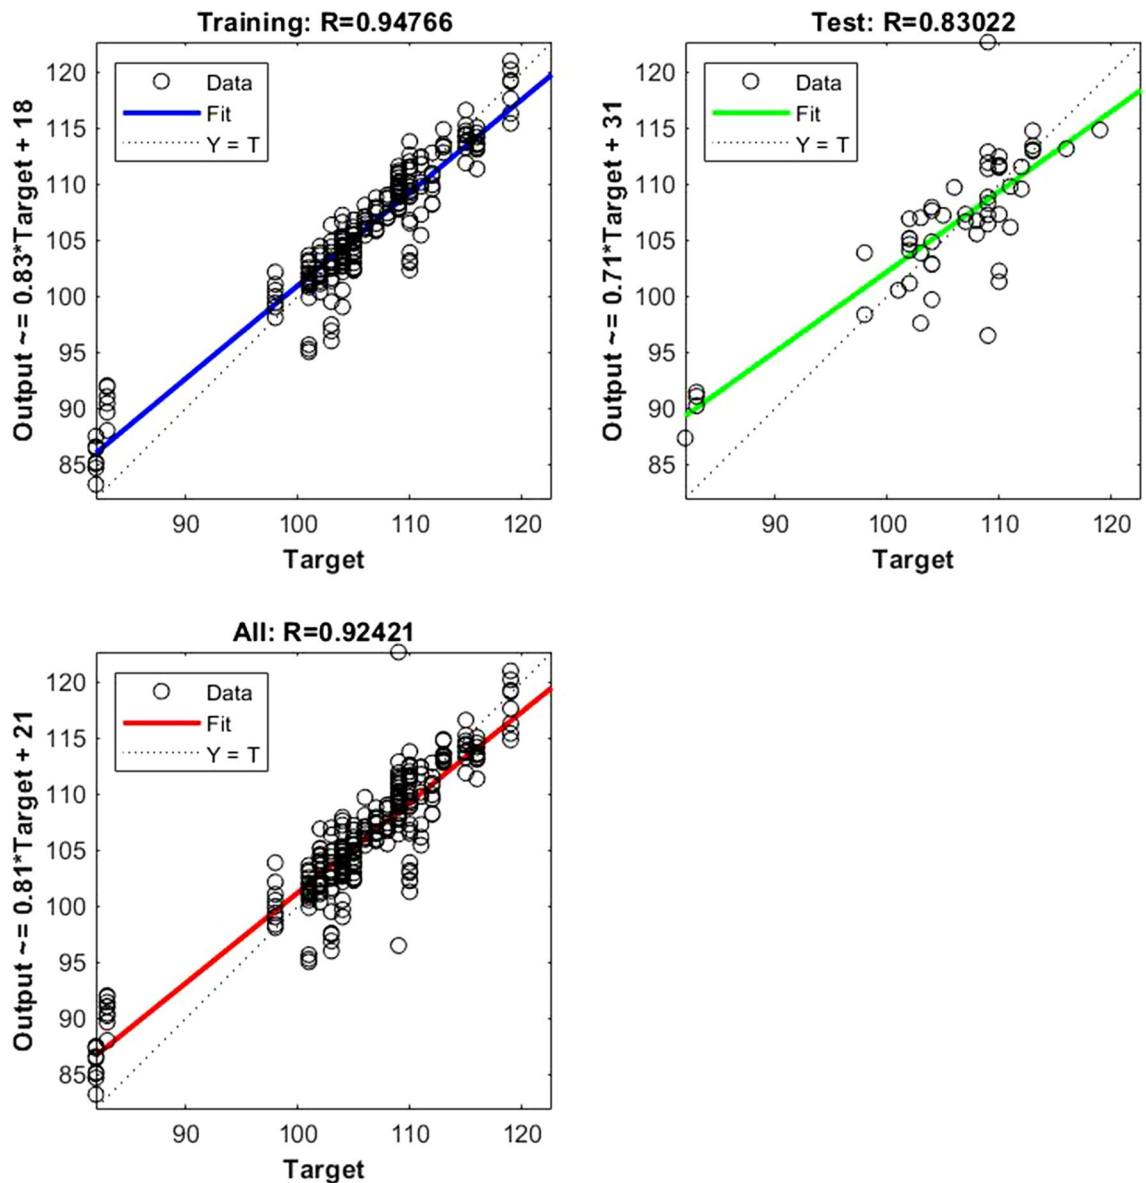 Training: R=0.94766
Output ~= 0.83*Target + 18
120
115
110
105
100
95
90
85
Data
Fit
Y = T
90 100 110 120
Target
Test: R=0.83022
Output ~= 0.71*Target + 31
120
115
110
105
100
95
90
85
Data
Fit
Y = T
90 100 110 120
Target
All: R=0.92421
Output ~= 0.81*Target + 21
120
115
110
105
100
95
90
85
Data
Fit
Y = T
90 100 110 120
Target